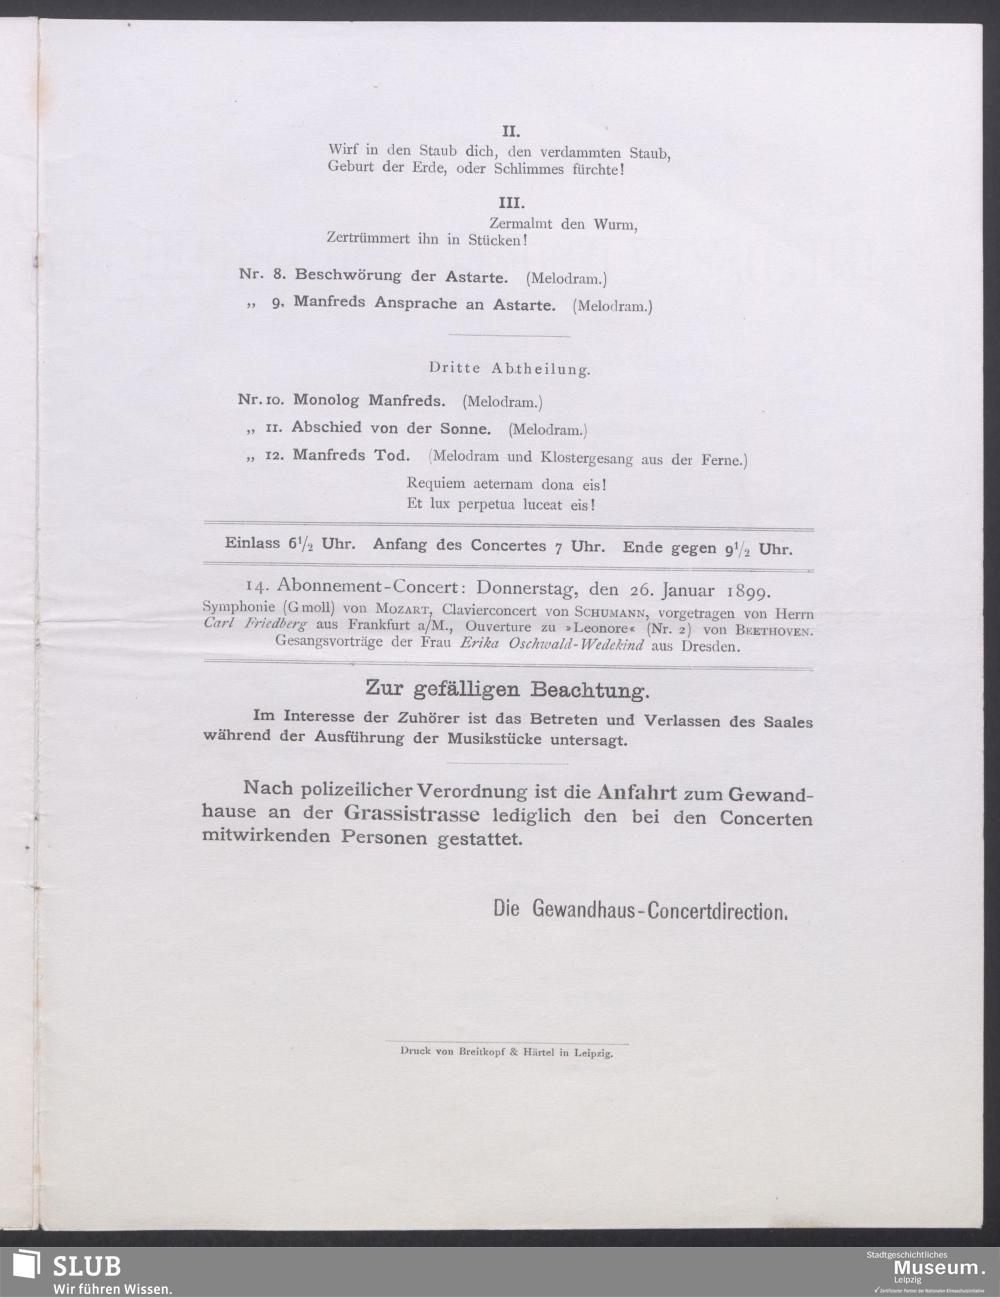 II.
Wirf in den Staub dich, den verdammten Staub,
Geburt der Erde, oder Schlimmes fürchte!
III.
Zermalmt den Wurm,
Zertrümmert ihn in Stücken!
Nr. 8. Beschwörung der Astarte. (Melodram.)
„ 9. Manfreds Ansprache an Astarte. (Melodram.)
Dritte Abtheilung.
Nr. 10. Monolog Manfreds. (Melodram.)
„ 11. Abschied von der Sonne. (Melodram.)
„ 12. Manfreds Tod. (Melodram und Klostergesang aus der Ferne.)
Requiem aeternam dona eis!
Et lux perpetua luceat eis!
Einlass 6½ Uhr. Anfang des Concertes 7 Uhr. Ende gegen 9½ Uhr.
14. Abonnement-Concert: Donnerstag, den 26. Januar 1899.
Symphonie (G moll) von MOZART, Clavierconcert von SCHUMANN, vorgetragen von Herrn
Carl Friedberg aus Frankfurt a/M., Ouverture zu »Leonore« (Nr. 2) von BEETHOVEN.
Gesangsvorträge der Frau Erika Oschwald-Wedekind aus Dresden.
Zur gefälligen Beachtung.
Im Interesse der Zuhörer ist das Betreten und Verlassen des Saales
während der Ausführung der Musikstücke untersagt.
Nach polizeilicher Verordnung ist die Anfahrt zum Gewand-
hause an der Grassistrasse lediglich den bei den Concerten
mitwirkenden Personen gestattet.
Die Gewandhaus-Concertdirection.
Druck von Breitkopf & Härtel in Leipzig.
SLUB
Wir führen Wissen.
Stadtgeschichtliches
Museum.
Leipzig
Zertifizierter Partner der Nationalen Klimaschutzinitiative